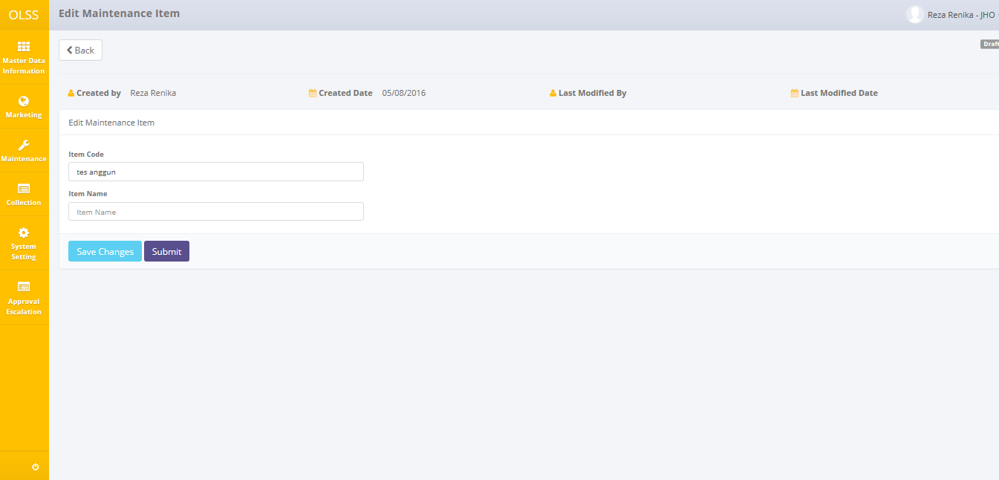 OLSS
Edit Maintenance Item
Reza Renika - JHO
Back
Master Data
Information
Created by Reza Renika
Created Date 05/08/2016
Last Modified By
Last Modified Date
Marketing
Edit Maintenance Item
Maintenance
Item Code
tes anggun
Item Name
Item Name
Collection
System
Setting
Save Changes
Submit
Approval
Escalation